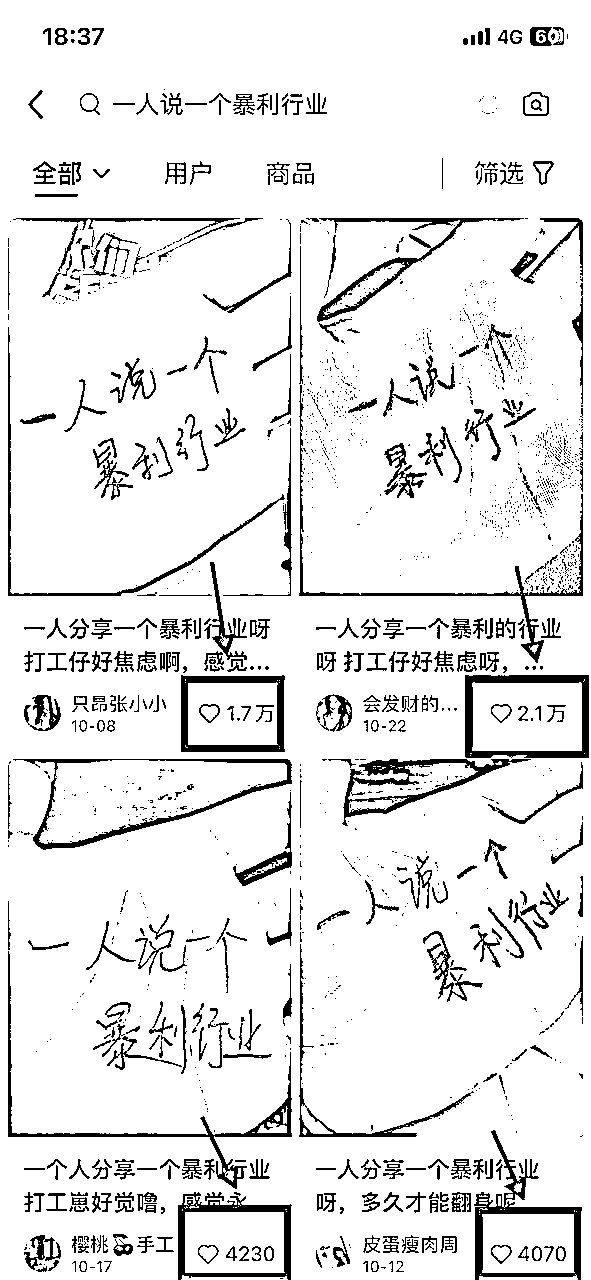 18:37
4G 60
一人说一个暴利行业
全部 用户 商品 筛选
一人说一个
暴利行业
一人说一个
暴利行业
一人分享一个暴利行业呀
打工仔好焦虑啊，感觉...
只昂张小小
10-08
1.7万
一人分享一个暴利的行业
呀 打工仔好焦虑呀，...
会发财的...
10-22
2.1万
一人说一个
暴利行业
一人说一个
暴利行业
一个人分享一个暴利行业
打工崽好觉噜，感觉永
樱桃🍒手工
10-17
4230
一人分享一个暴利行业
呀，多久才能翻身呢
皮蛋瘦肉周
10-12
4070